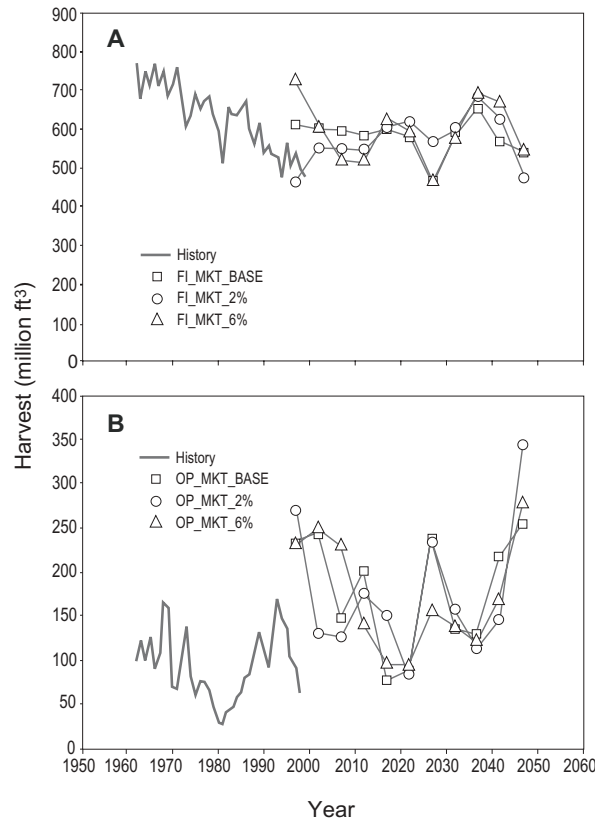 900
A
800
700
600
500
400
300
200
100
0
History
FI_MKT_BASE
FI_MKT_2%
FI_MKT_6%
Harvest (million ft³)
400
B
350
300
250
200
150
100
50
0
History
OP_MKT_BASE
OP_MKT_2%
OP_MKT_6%
1950 1960 1970 1980 1990 2000 2010 2020 2030 2040 2050 2060
Year